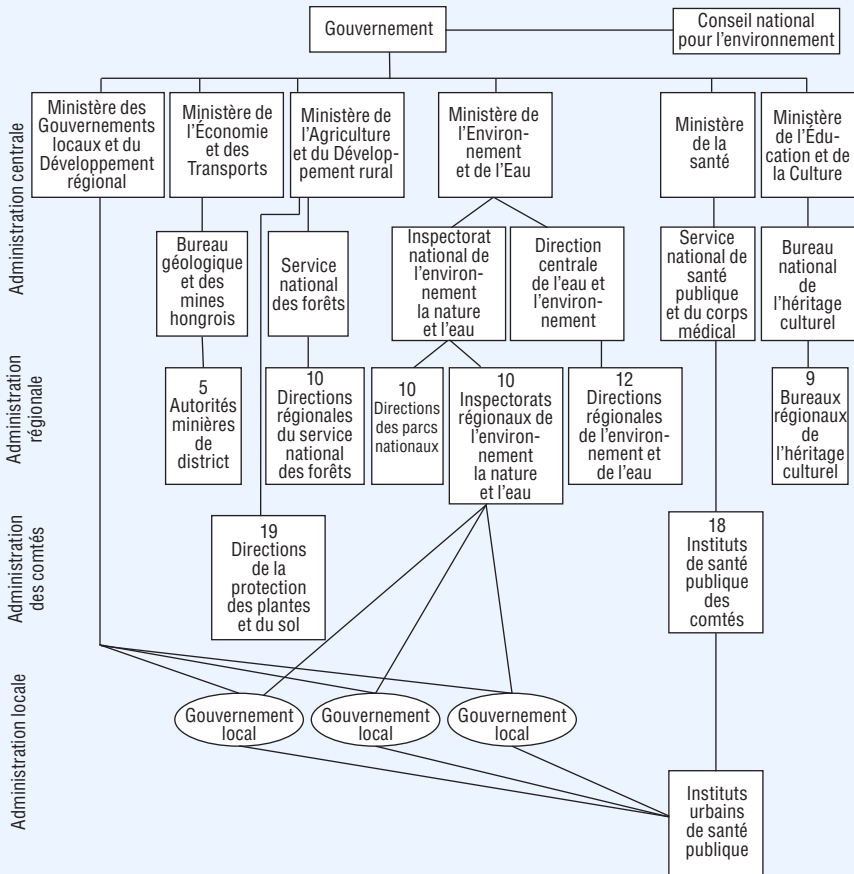 Gouvernement
Conseil national
pour l'environnement
Administration centrale
Ministère des
Gouvernements
locaux et du
Développement
régional
Ministère de
l'Économie
et des
Transports
Ministère de
l'Agriculture
et du Dévelop-
pement rural
Ministère de
l'Environ-
nement
et de l'Eau
Ministère
de la
santé
Ministère
de l'Édu-
cation et de
la Culture
Bureau
géologique
et des
mines
hongrois
Service
national
des forêts
Inspectorat
national de
l'environ-
nement
la nature
et l'eau
Direction
centrale
de l'eau et
l'environ-
nement
Service
national de
santé
publique
et du corps
médical
Bureau
national
de
l'héritage
culturel
Administration
régionale
5
Autorités
minières
de
district
10
Directions
régionales
du service
national
des forêts
10
Directions
des parcs
nationaux
10
Inspectorats
régionaux de
l'environ-
nement
la nature
et l'eau
12
Directions
régionales
de l'environ-
nement et
de l'eau
9
Bureaux
régionaux
de
l'héritage
culturel
Administration
des comtés
19
Directions
de la
protection
des plantes
et du sol
18
Instituts
de santé
publique
des
comtés
Administration locale
Gouvernement
local
Gouvernement
local
Gouvernement
local
Instituts
urbains
de santé
publique